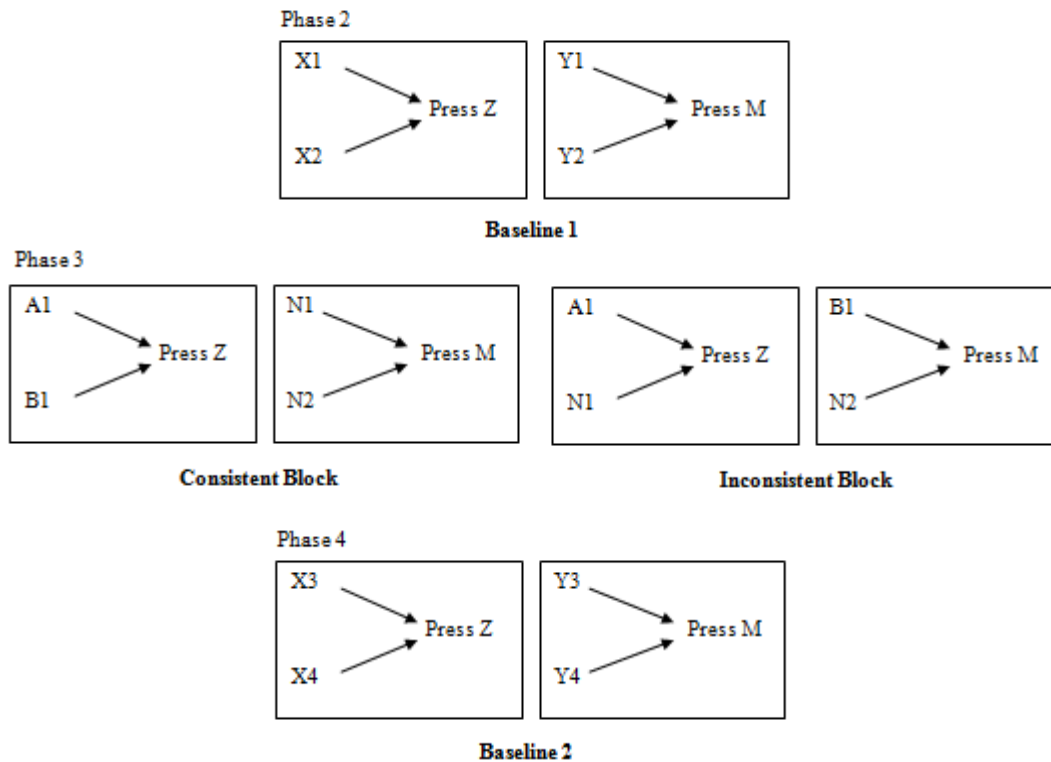 Phase 2
X1
Press Z
X2
Y1
Press M
Y2
Baseline 1
Phase 3
A1
Press Z
B1
N1
Press M
N2
A1
Press Z
N1
B1
Press M
N2
Consistent Block
Inconsistent Block
Phase 4
X3
Press Z
X4
Y3
Press M
Y4
Baseline 2